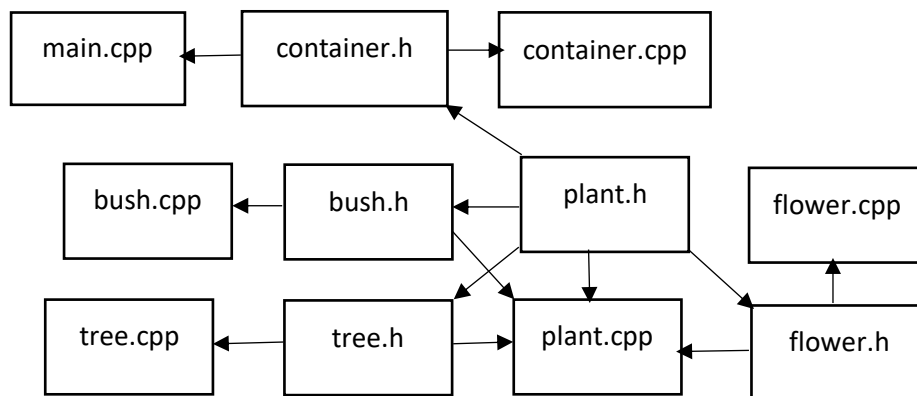 main.cpp
container.h
container.cpp
bush.cpp
bush.h
plant.h
flower.cpp
tree.cpp
tree.h
plant.cpp
flower.h